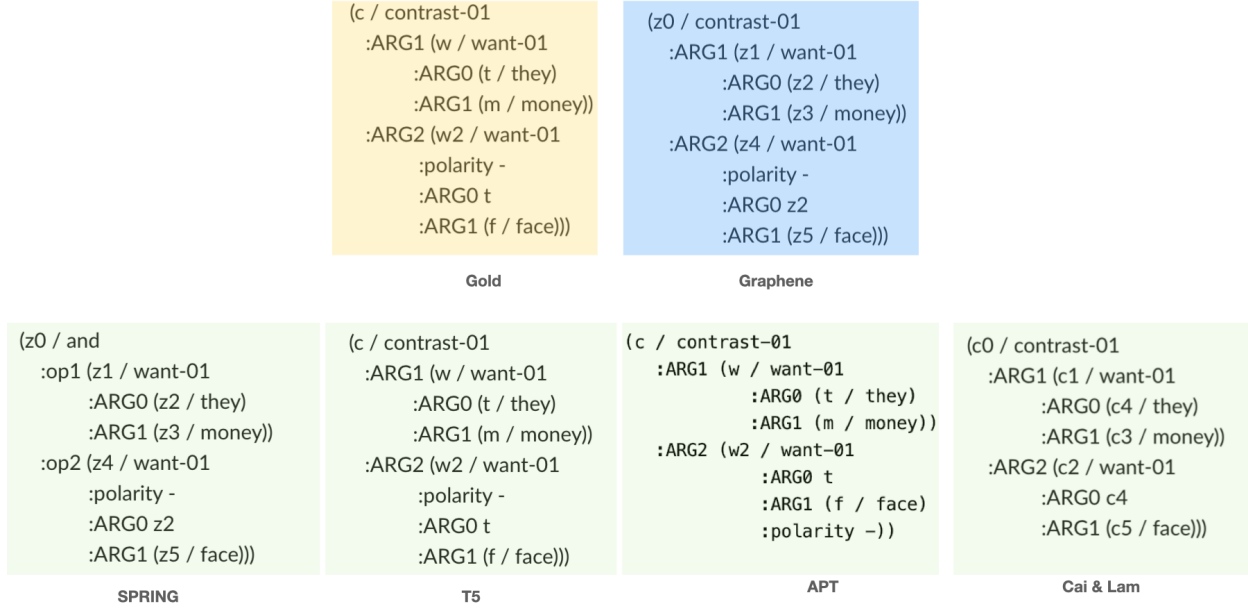 (c / contrast-01
:ARG1 (w / want-01
:ARG0 (t / they)
:ARG1 (m / money))
:ARG2 (w2 / want-01
:polarity -
:ARG0 t
:ARG1 (f / face)))
Gold
(z0 / contrast-01
:ARG1 (z1 / want-01
:ARG0 (z2 / they)
:ARG1 (z3 / money))
:ARG2 (z4 / want-01
:polarity -
:ARG0 z2
:ARG1 (z5 / face)))
Graphene
(z0 / and
:op1 (z1 / want-01
:ARG0 (z2 / they)
:ARG1 (z3 / money))
:op2 (z4 / want-01
:polarity -
:ARG0 z2
:ARG1 (z5 / face)))
SPRING
(c / contrast-01
:ARG1 (w / want-01
:ARG0 (t / they)
:ARG1 (m / money))
:ARG2 (w2 / want-01
:polarity -
:ARG0 t
:ARG1 (f / face)))
T5
(c / contrast-01
:ARG1 (w / want-01
:ARG0 (t / they)
:ARG1 (m / money))
:ARG2 (w2 / want-01
:ARG0 t
:ARG1 (f / face)
:polarity -))
APT
(c0 / contrast-01
:ARG1 (c1 / want-01
:ARG0 (c4 / they)
:ARG1 (c3 / money))
:ARG2 (c2 / want-01
:ARG0 c4
:ARG1 (c5 / face)))
Cai & Lam